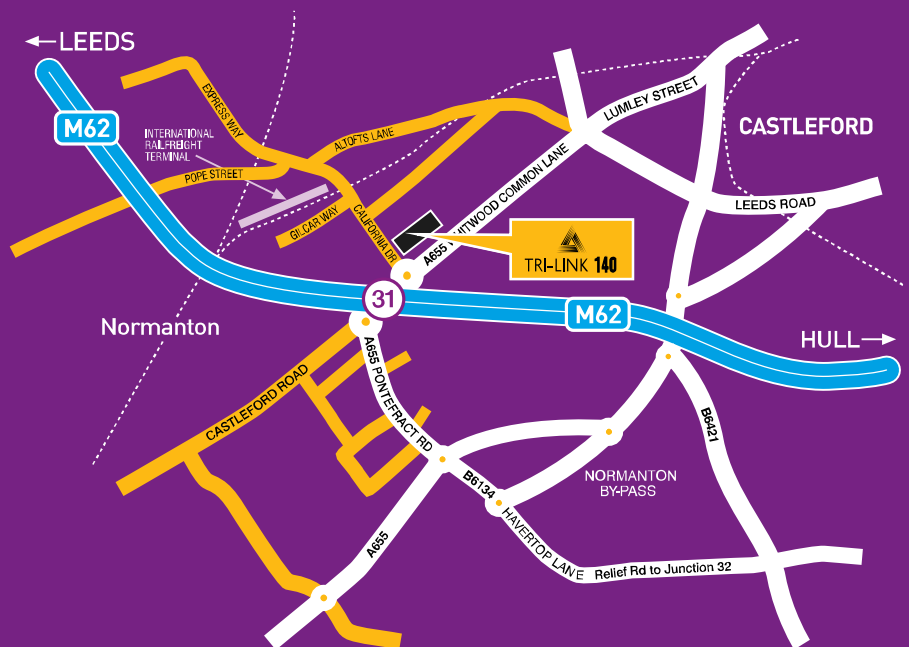 ←LEEDS
M62
EXPRESS WAY
INTERNATIONAL
RAILFREIGHT
TERMINAL
POPE STREET
ALTOFTS LANE
LUMLEY STREET
CASTLEFORD
GILCAR WAY
CALIFORNIA DR
A655 WHITWOOD COMMON LANE
LEEDS ROAD
TRI-LINK 140
31
M62
Normanton
HULL→
CASTLEFORD ROAD
A655 PONTEFRACT RD
B6421
NORMANTON
BY-PASS
B6134
HAVERTOP LANE
A655
Relief Rd to Junction 32